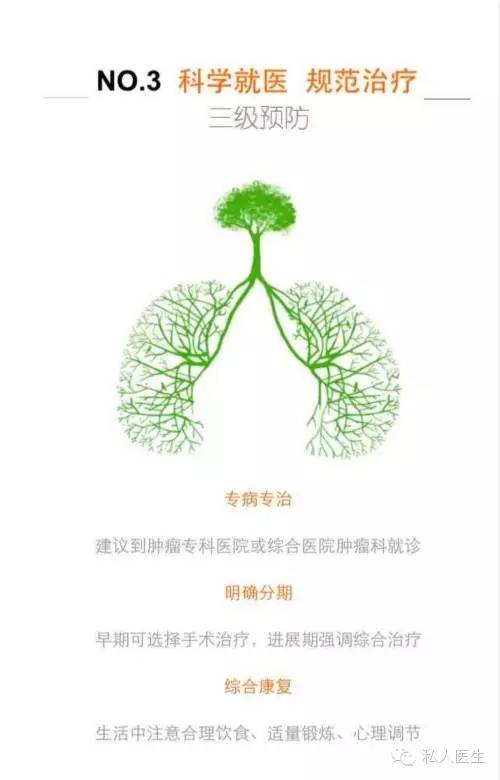 NO.3 科学就医 规范治疗
三级预防
专病专治
建议到肿瘤专科医院或综合医院肿瘤科就诊
明确分期
早期可选择手术治疗，进展期强调综合治疗
综合康复
生活中注意合理饮食、适量锻炼、心理调节
私人医生